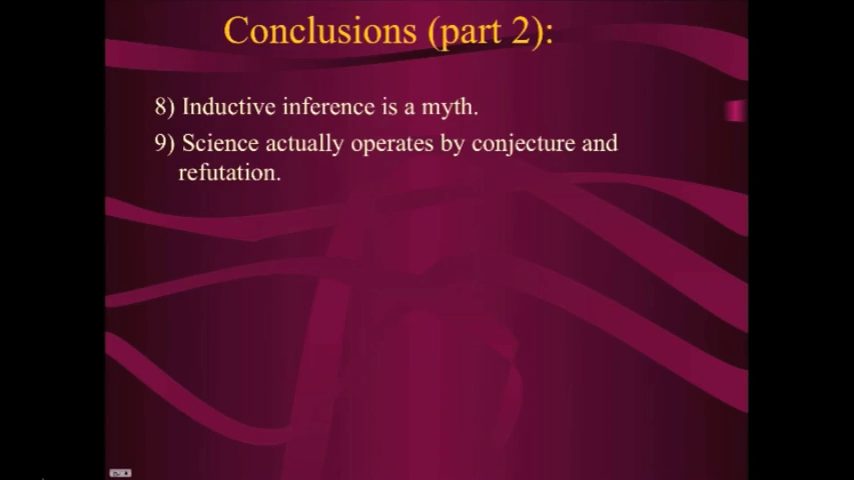 Conclusions (part 2):
8) Inductive inference is a myth.
9) Science actually operates by conjecture and
refutation.